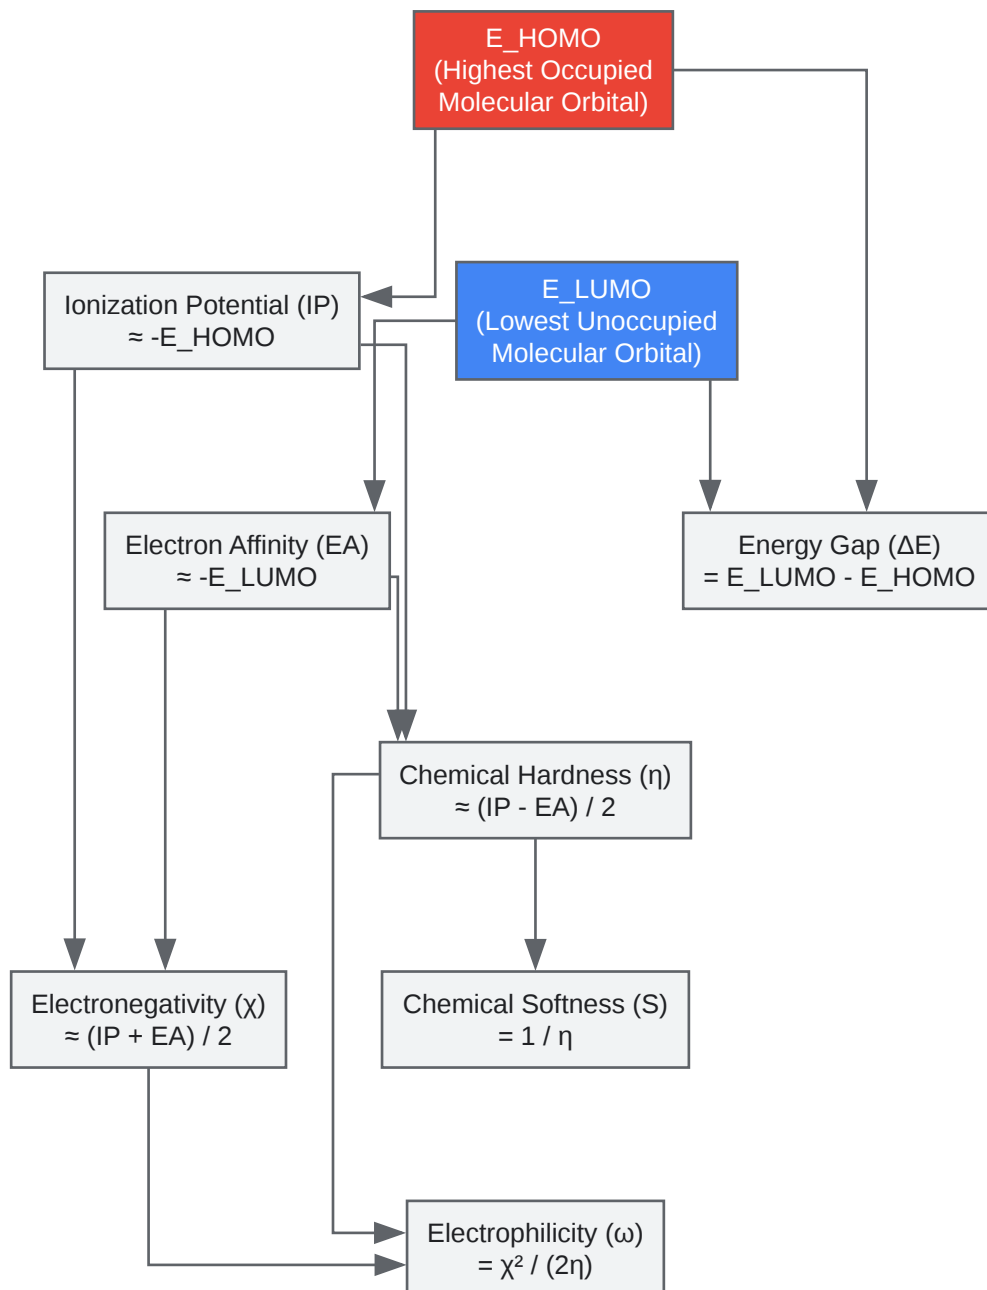 E_HOMO
(Highest Occupied
Molecular Orbital)
Ionization Potential (IP)
≈ -E_HOMO
E_LUMO
(Lowest Unoccupied
Molecular Orbital)
Electron Affinity (EA)
≈ -E_LUMO
Energy Gap (ΔE)
= E_LUMO - E_HOMO
Chemical Hardness (η)
≈ (IP - EA) / 2
Electronegativity (χ)
≈ (IP + EA) / 2
Chemical Softness (S)
= 1 / η
Electrophilicity (ω)
= χ² / (2η)